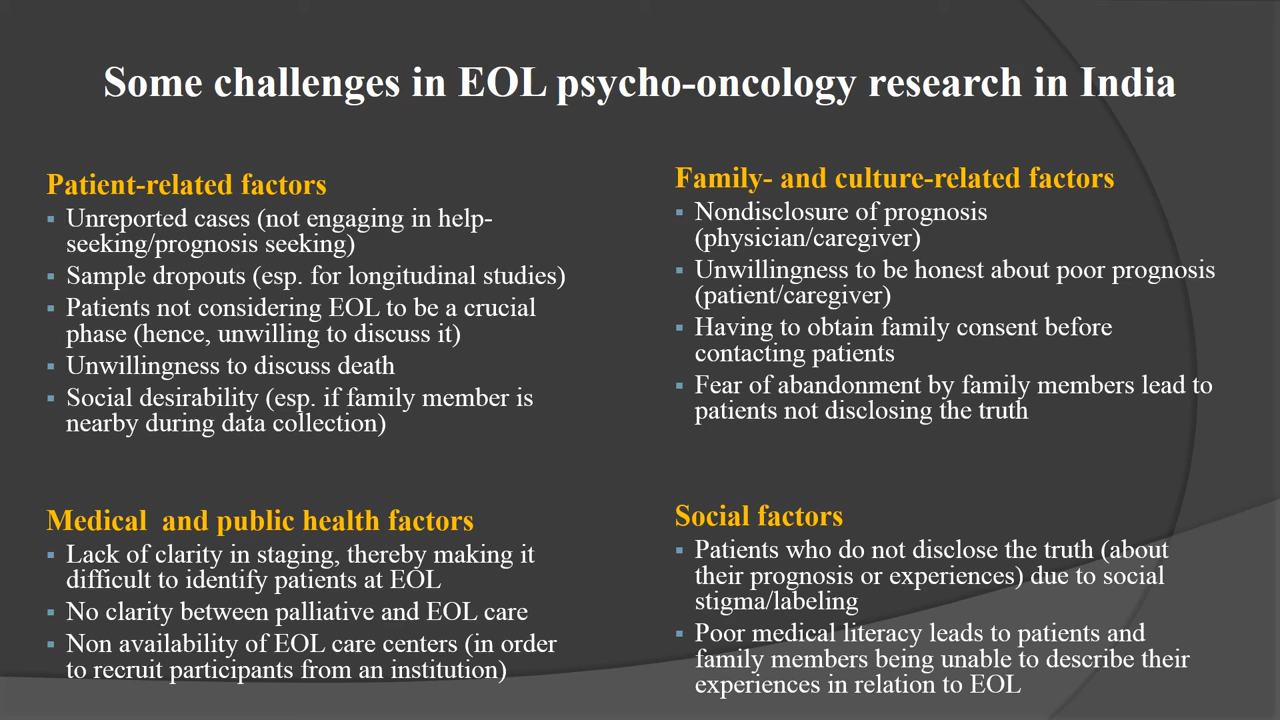 Some challenges in EOL psycho-oncology research in India
Patient-related factors
▪ Unreported cases (not engaging in help-
seeking/prognosis seeking)
▪ Sample dropouts (esp. for longitudinal studies)
▪ Patients not considering EOL to be a crucial
phase (hence, unwilling to discuss it)
▪ Unwillingness to discuss death
▪ Social desirability (esp. if family member is
nearby during data collection)
Family- and culture-related factors
▪ Nondisclosure of prognosis
(physician/caregiver)
▪ Unwillingness to be honest about poor prognosis
(patient/caregiver)
▪ Having to obtain family consent before
contacting patients
▪ Fear of abandonment by family members lead to
patients not disclosing the truth
Medical  and public health factors
▪ Lack of clarity in staging, thereby making it
difficult to identify patients at EOL
▪ No clarity between palliative and EOL care
▪ Non availability of EOL care centers (in order
to recruit participants from an institution)
Social factors
▪ Patients who do not disclose the truth (about
their prognosis or experiences) due to social
stigma/labeling
▪ Poor medical literacy leads to patients and
family members being unable to describe their
experiences in relation to EOL